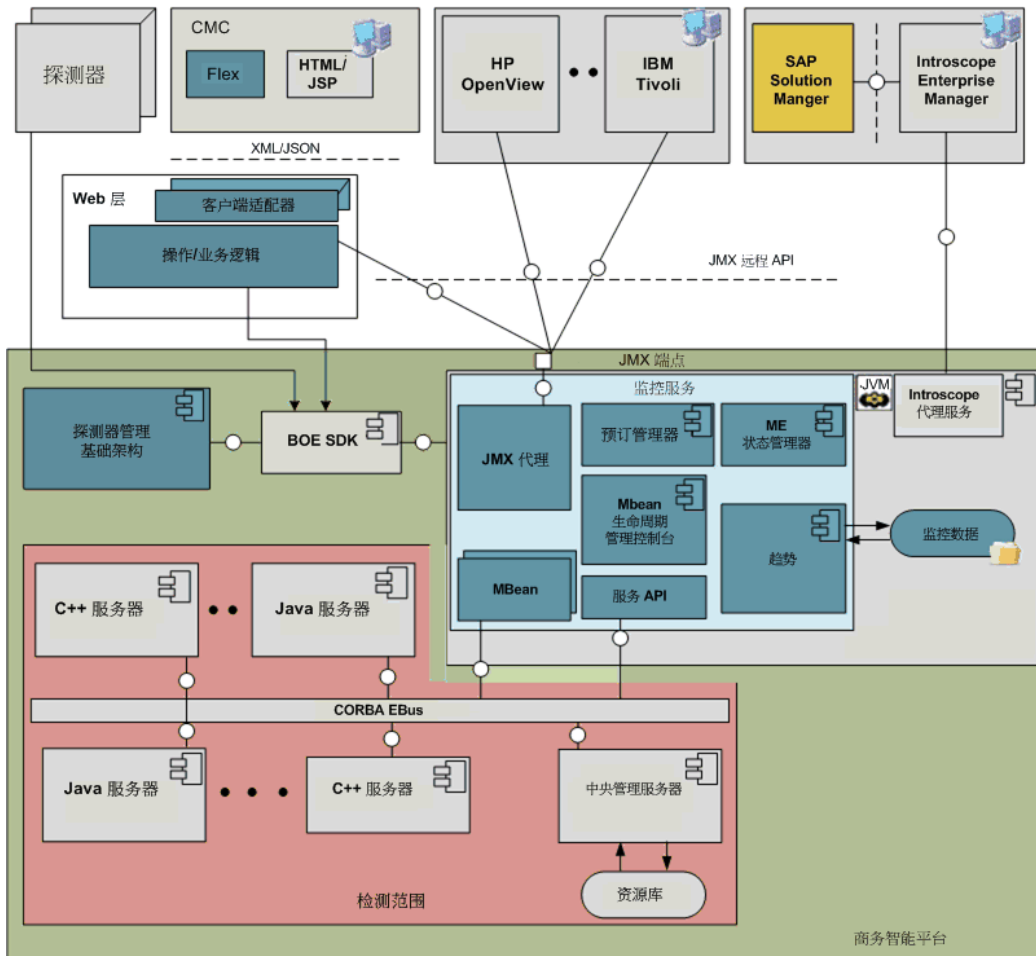 探测器
CMC
Flex
HTML/
JSP
HP
OpenView
IBM
Tivoli
SAP
Solution
Manger
Introscope
Enterprise
Manager
XML/JSON
Web 层
客户端适配器
操作/业务逻辑
JMX 远程 API
JMX 端点
监控服务
JVM
Introscope
代理服务
探测器管理
基础架构
BOE SDK
JMX 代理
预订管理器
ME
状态管理器
Mbean
生命周期
管理控制台
趋势
监控数据
MBean
服务 API
C++ 服务器
Java 服务器
CORBA EBus
Java 服务器
C++ 服务器
中央管理服务器
资源库
检测范围
商务智能平台